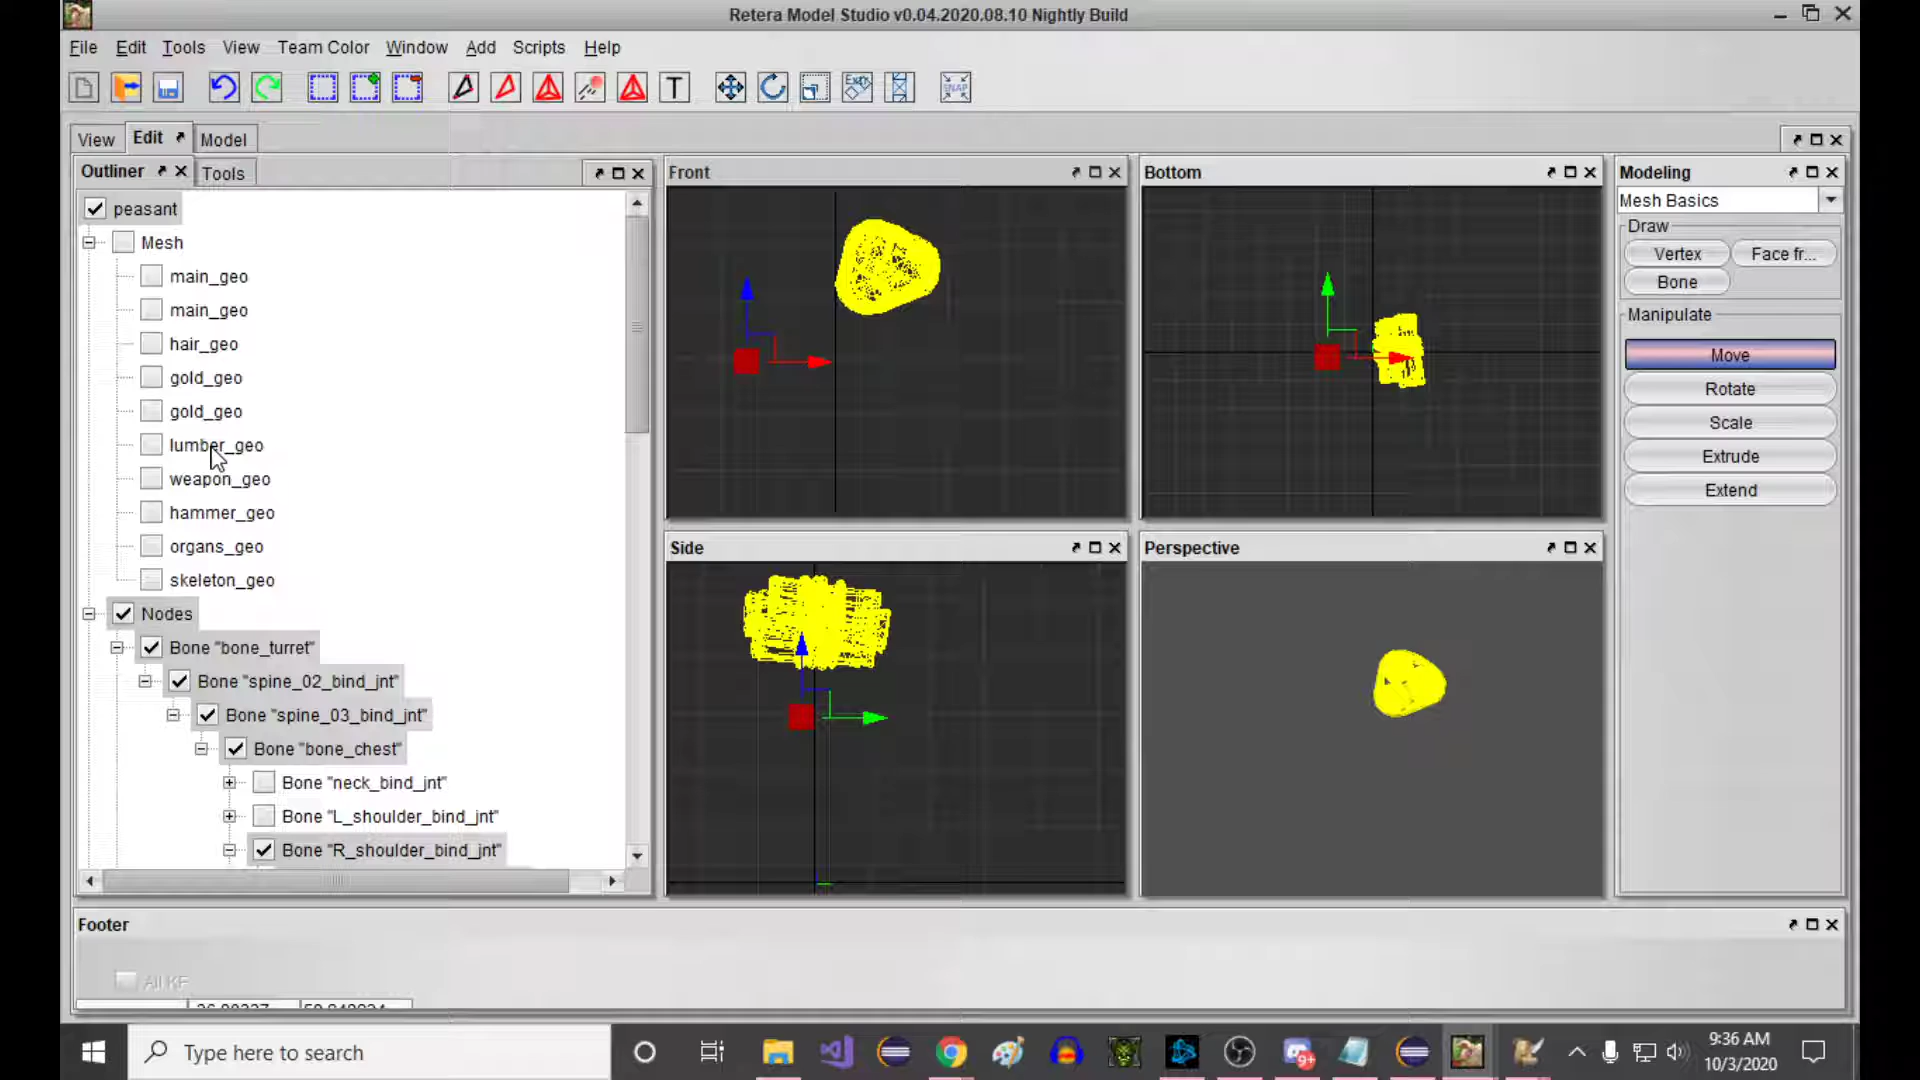 Retera Model Studio v0.04.2020.08.10 Nightly Build
File Edit Tools View Team Color Window Add Scripts Help
T SNAP
View Edit Model
Outliner Tools
peasant
Mesh
main_geo
main_geo
hair_geo
gold_geo
gold_geo
lumber_geo
weapon_geo
hammer_geo
organs_geo
skeleton_geo
Nodes
Bone "bone_turret"
Bone "spine_02_bind_jnt"
Bone "spine_03_bind_jnt"
Bone "bone_chest"
Bone "neck_bind_jnt"
Bone "L_shoulder_bind_jnt"
Bone "R_shoulder_bind_jnt"
Front
Bottom
Side
Perspective
Modeling
Mesh Basics
Draw
Vertex Face fr...
Bone
Manipulate
Move
Rotate
Scale
Extrude
Extend
Footer
All KF
Type here to search
9+
9:36 AM
10/3/2020